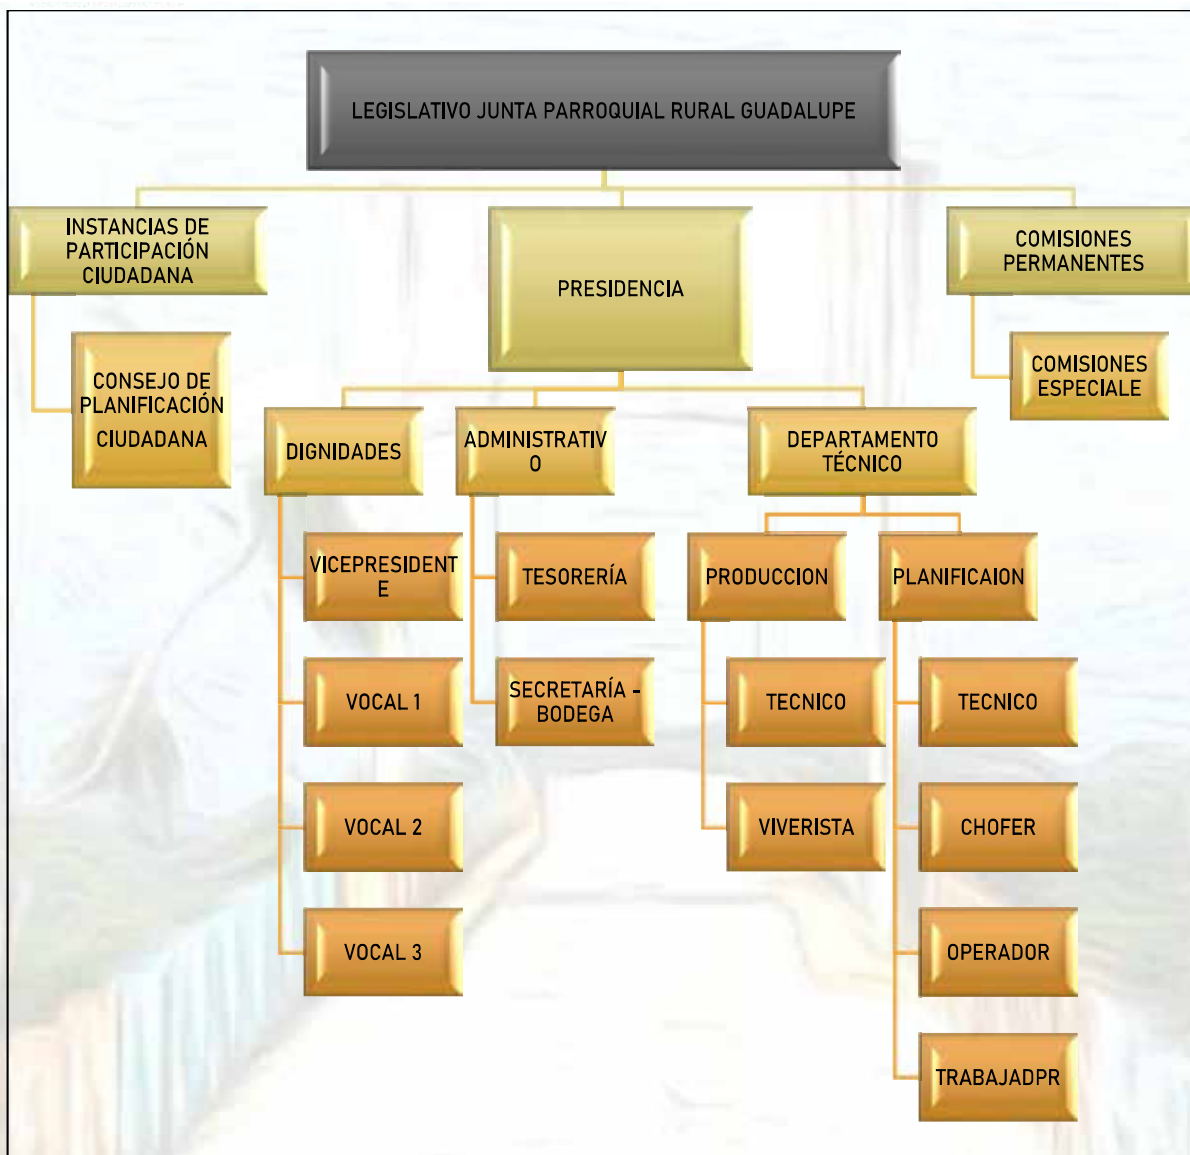 LEGISLATIVO JUNTA PARROQUIAL RURAL GUADALUPE
INSTANCIAS DE
PARTICIPACIÓN
CIUDADANA
PRESIDENCIA
COMISIONES
PERMANENTES
CONSEJO DE
PLANIFICACIÓN
CIUDADANA
COMISIONES
ESPECIALE
DIGNIDADES
ADMINISTRATIV
O
DEPARTAMENTO
TÉCNICO
VICEPRESIDENT
E
TESORERÍA
PRODUCCION
PLANIFICAION
VOCAL 1
SECRETARÍA -
BODEGA
TECNICO
TECNICO
VOCAL 2
VIVERISTA
CHOFER
VOCAL 3
OPERADOR
TRABAJADPR